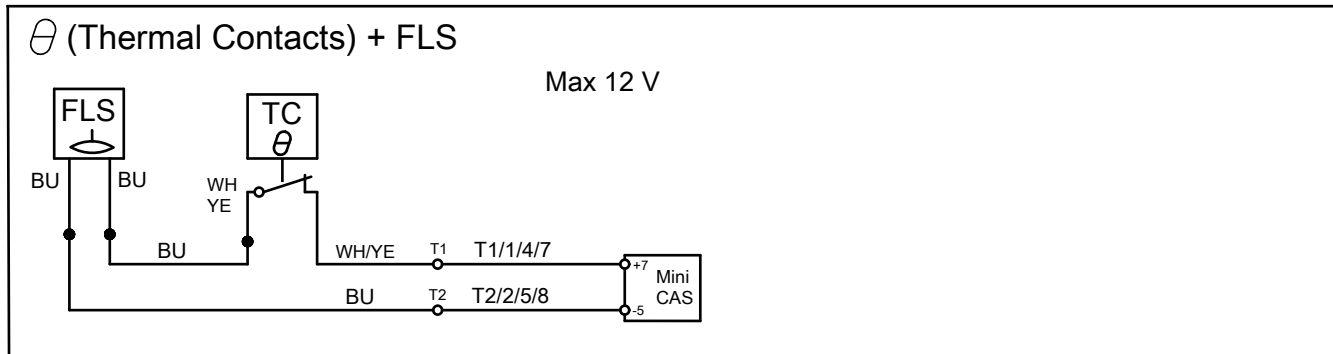 θ (Thermal Contacts) + FLS
Max 12 V
FLS
TC
θ
BU
BU
WH
YE
BU
WH/YE
T1
T1/1/4/7
+7
Mini
CAS
BU
T2
T2/2/5/8
-5